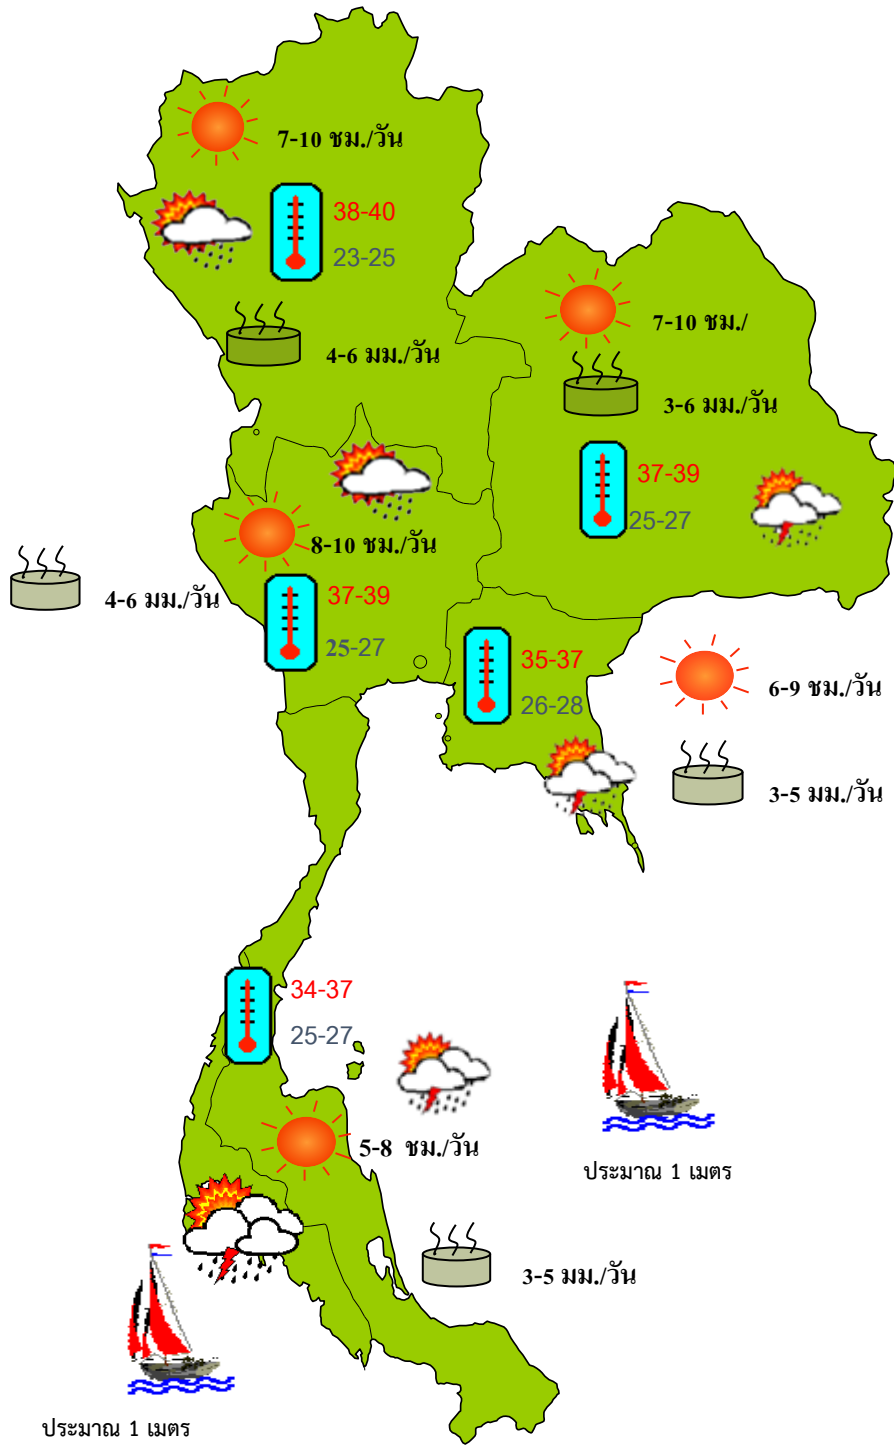 7-10 ชม./วัน
38-40
23-25
4-6 มม./วัน
7-10 ชม./
3-6 มม./วัน
37-39
25-27
8-10 ชม./วัน
4-6 มม./วัน
37-39
25-27
35-37
26-28
6-9 ชม./วัน
3-5 มม./วัน
34-37
25-27
5-8 ชม./วัน
ประมาณ 1 เมตร
3-5 มม./วัน
ประมาณ 1 เมตร